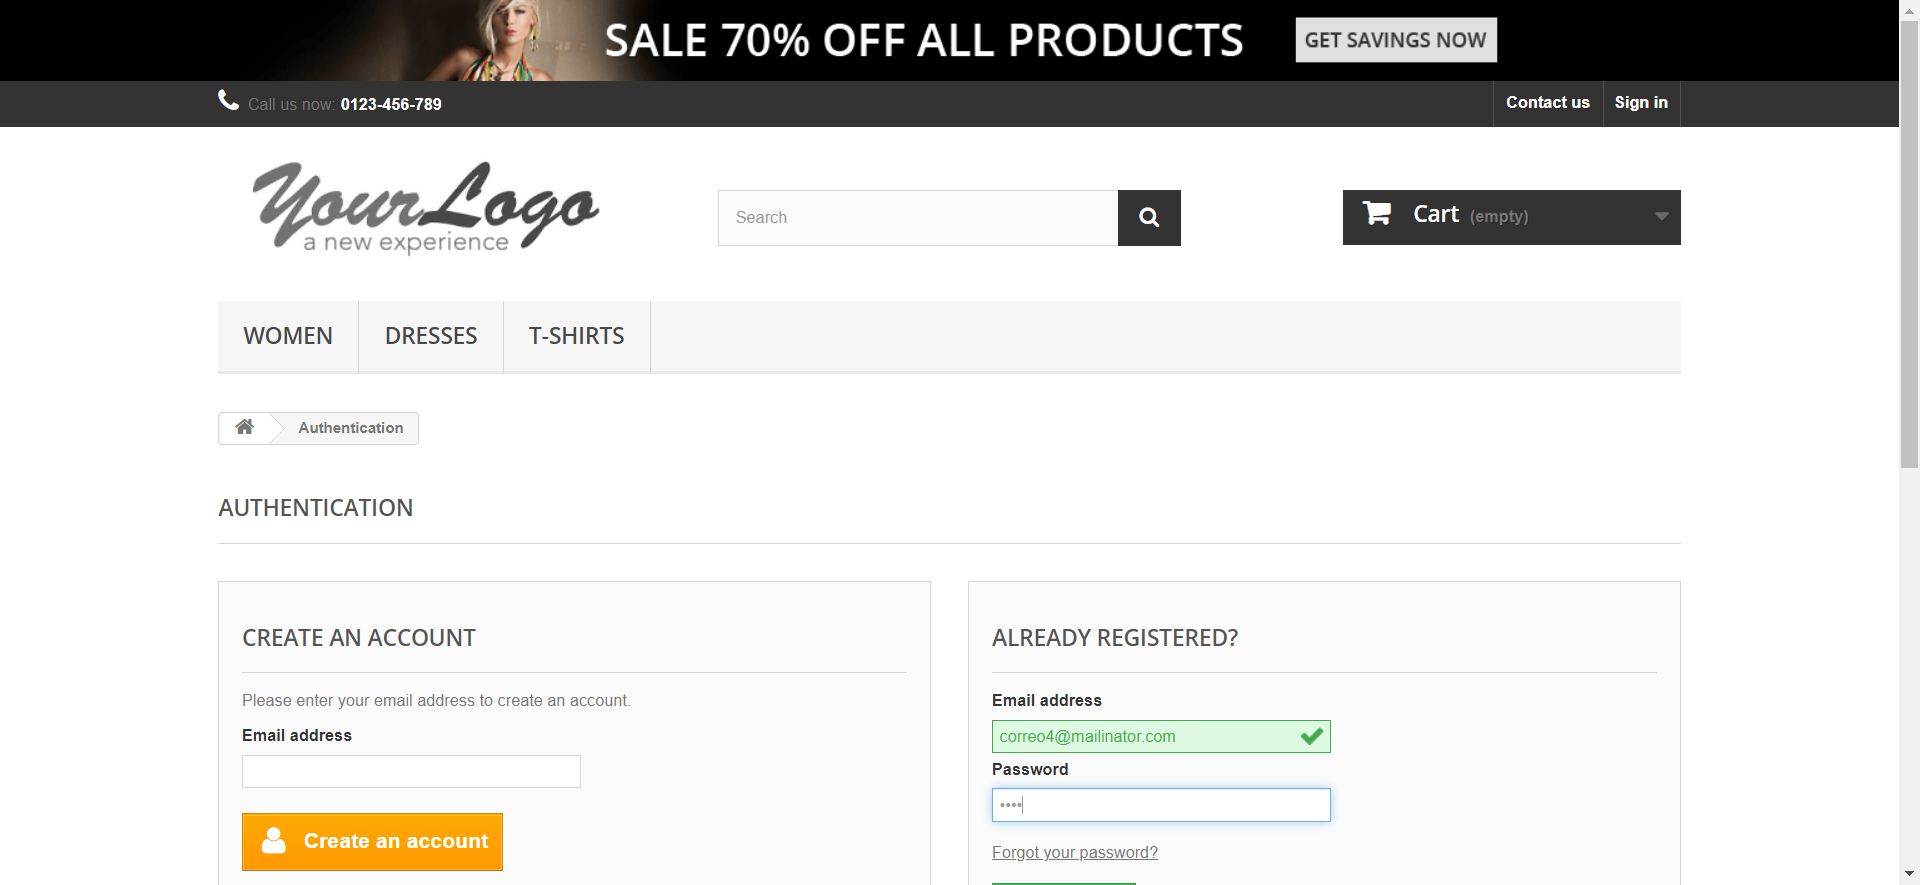 SALE 70% OFF ALL PRODUCTS GET SAVINGS NOW
Call us now: 0123-456-789 Contact us Sign in
YourLogo
a new experience
Search
Cart (empty)
WOMEN DRESSES T-SHIRTS
Authentication
AUTHENTICATION
CREATE AN ACCOUNT
Please enter your email address to create an account.
Email address
Create an account
ALREADY REGISTERED?
Email address
correo4@mailinator.com
Password
••••
Forgot your password?